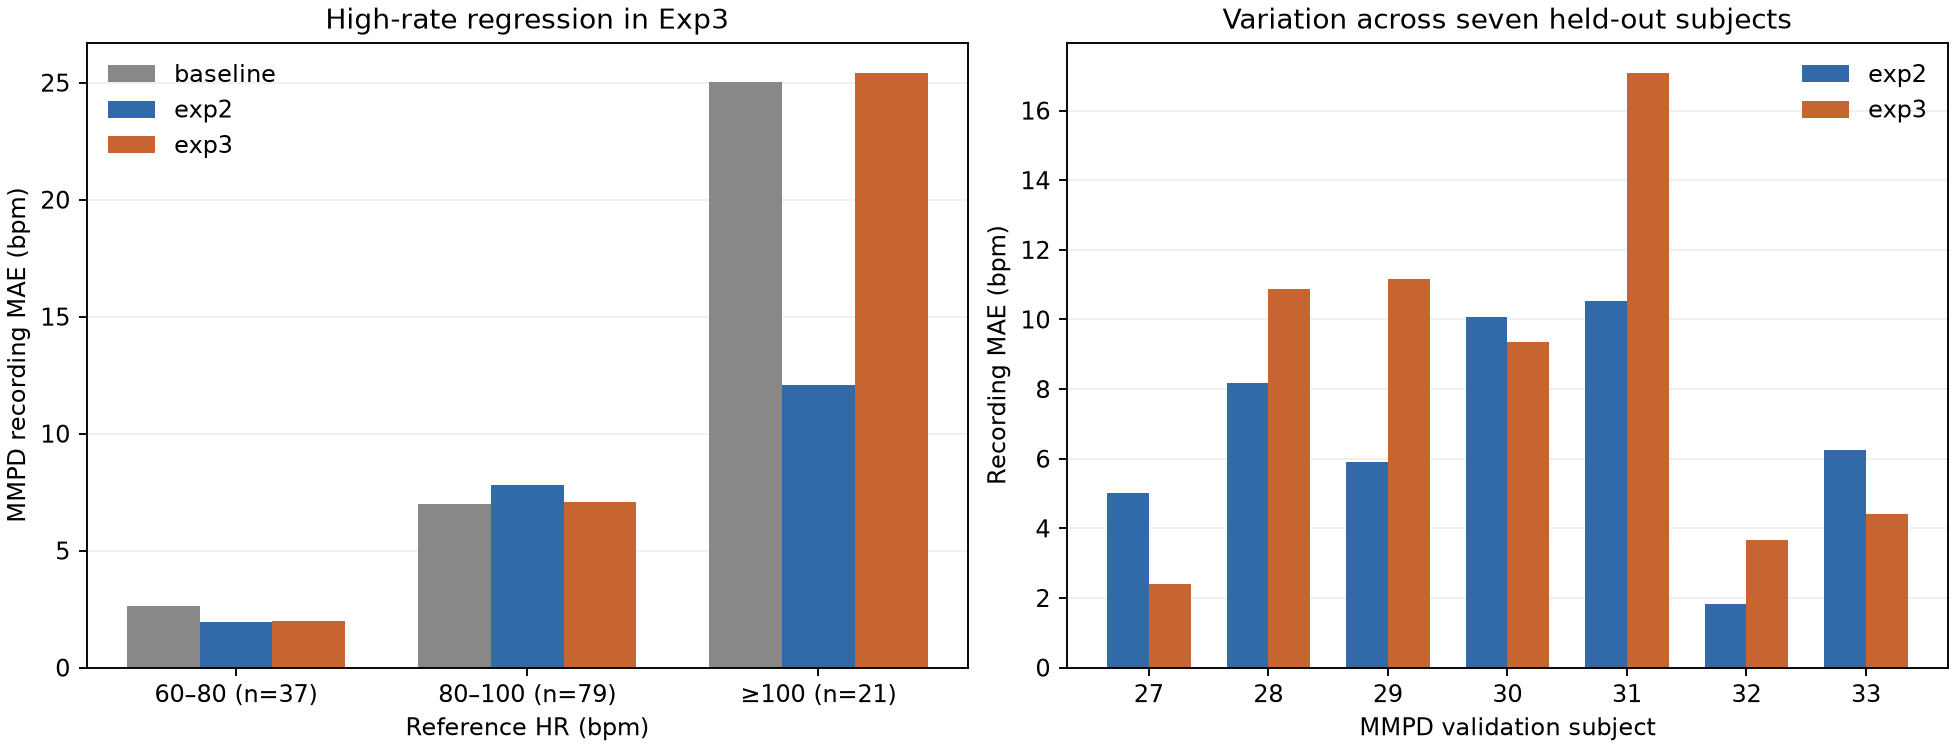 High-rate regression in Exp3
MMPD recording MAE (bpm)
25
20
15
10
5
0
baseline
exp2
exp3
60–80 (n=37)
80–100 (n=79)
≥100 (n=21)
Reference HR (bpm)
Variation across seven held-out subjects
Recording MAE (bpm)
16
14
12
10
8
6
4
2
0
exp2
exp3
27
28
29
30
31
32
33
MMPD validation subject